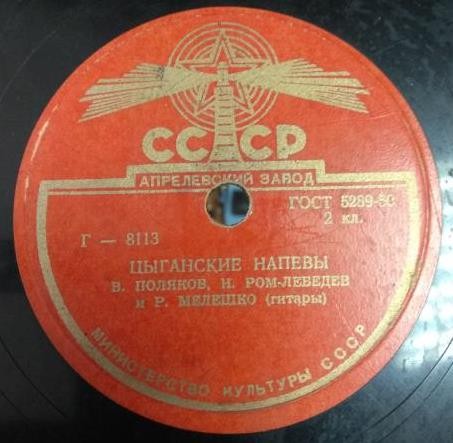 СССР
АПРЕЛЕВСКИЙ ЗАВОД
ГОСТ 5289-50
2 кл.
Г — 8113
ЦЫГАНСКИЕ НАПЕВЫ
В. ПОЛЯКОВ, И. РОМ-ЛЕБЕДЕВ
и Р. МЕЛЕШКО (гитары)
МИНИСТЕРСТВО КУЛЬТУРЫ СССР